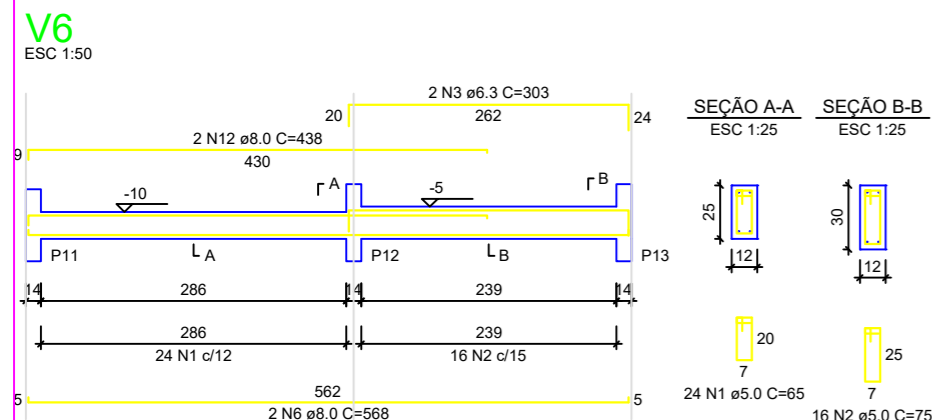 V6
ESC 1:50
2 N3 ø6.3 C=303
20 262 24
2 N12 ø8.0 C=438
9 430
-10 A -5 B
P11 A P12 B P13
14 286 14 239 14
286 239
24 N1 c/12 16 N2 c/15
5 562 5
2 N6 ø8.0 C=568
SEÇÃO A-A
ESC 1:25
25
12
20
7
24 N1 ø5.0 C=65
SEÇÃO B-B
ESC 1:25
30
12
25
7
16 N2 ø5.0 C=75